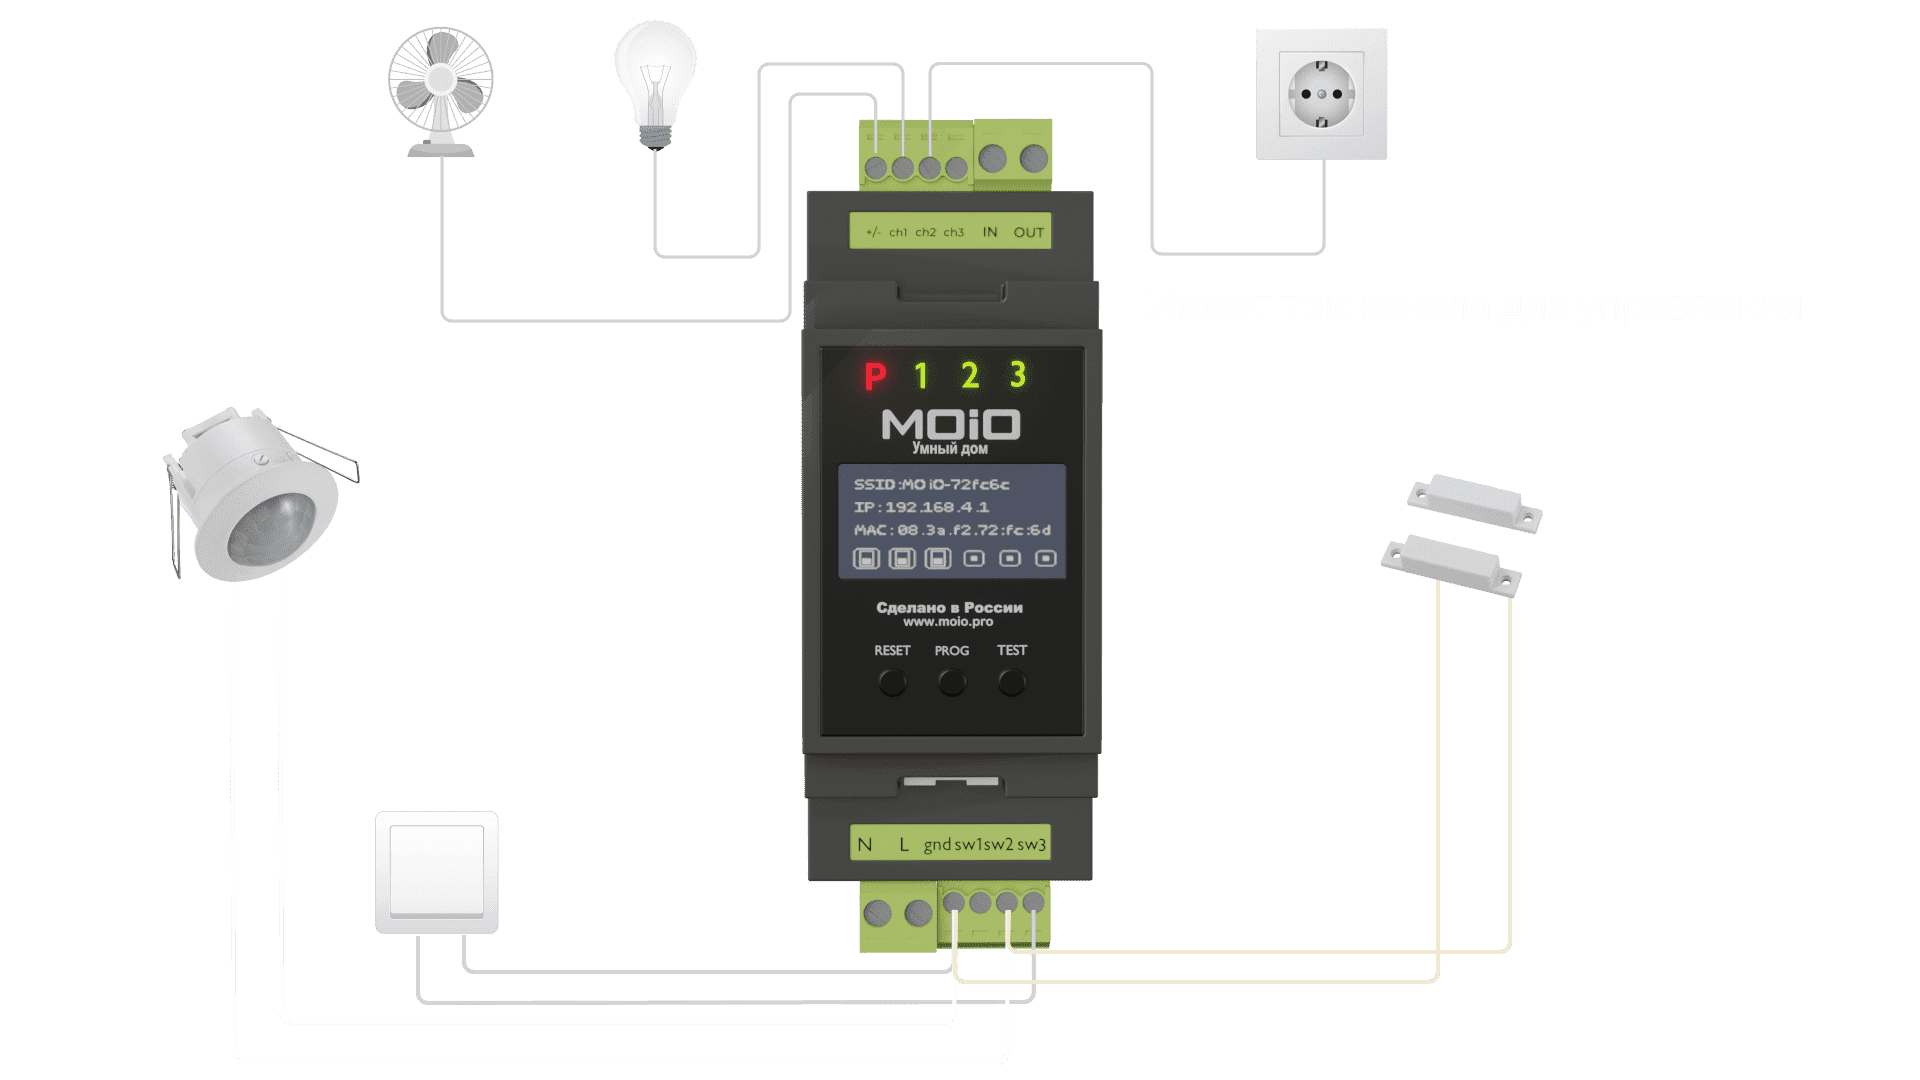 +/- ch1 ch2 ch3 IN OUT
P 1 2 3
MOiO
Умный дом
SSID:MOiO-72fc6c
IP:192.168.4.1
MAC:08.3a.f2.72:fc:6d
Сделано в России
www.moio.pro
RESET PROG TEST
N L gnd sw1 sw2 sw3